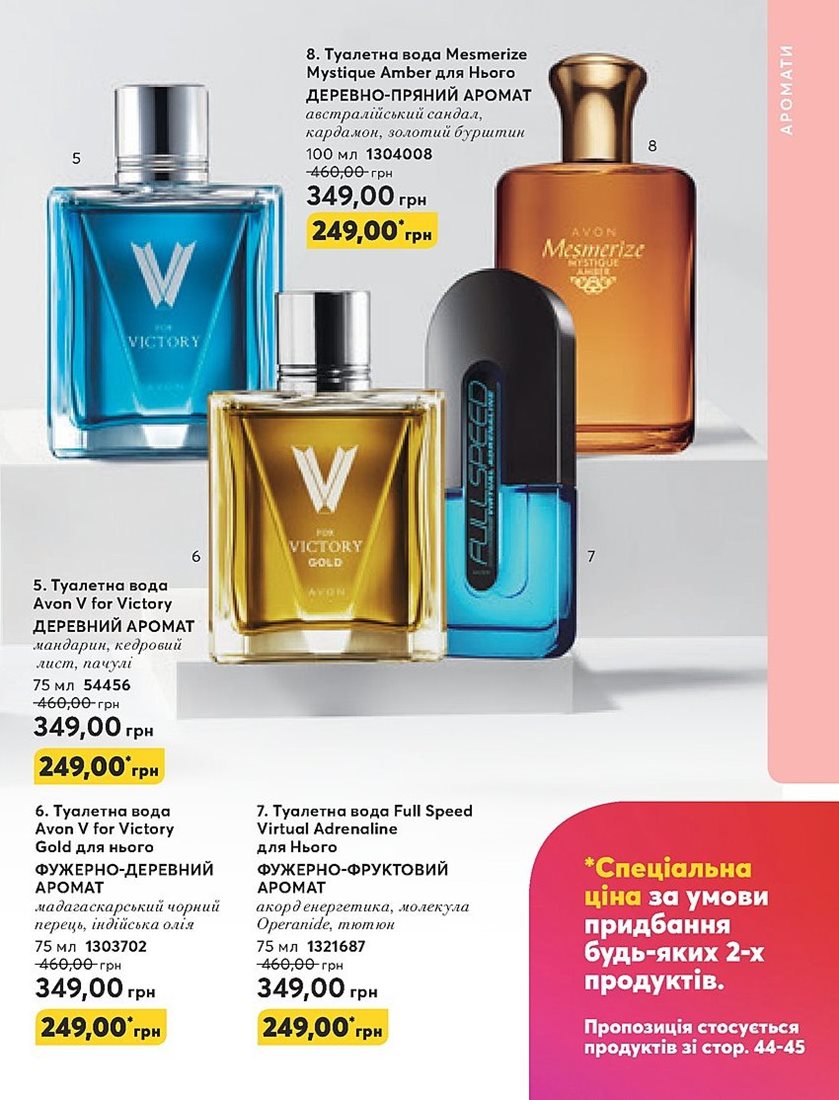 8. Туалетна вода Mesmerize
Mystique Amber для Нього
ДЕРЕВНО-ПРЯНИЙ АРОМАТ
австралійський сандал,
кардамон, золотий бурштин
100 мл 1304008
460,00 грн
349,00 грн
249,00* грн
АРОМАТИ
5
8
AVON
Mesmerize
MYSTIQUE
AMBER
V
FOR
VICTORY
AVON
V
FOR
VICTORY
GOLD
AVON
FULL SPEED
VIRTUAL ADRENALINE
6
7
5. Туалетна вода
Avon V for Victory
ДЕРЕВНИЙ АРОМАТ
мандарин, кедровий
лист, пачулі
75 мл 54456
460,00 грн
349,00 грн
249,00* грн
6. Туалетна вода
Avon V for Victory
Gold для нього
ФУЖЕРНО-ДЕРЕВНИЙ
АРОМАТ
мадагаскарський чорний
перець, індійська олія
75 мл 1303702
460,00 грн
349,00 грн
249,00* грн
7. Туалетна вода Full Speed
Virtual Adrenaline
для Нього
ФУЖЕРНО-ФРУКТОВИЙ
АРОМАТ
акорд енергетика, молекула
Operanide, тютюн
75 мл 1321687
460,00 грн
349,00 грн
249,00* грн
*Спеціальна
ціна за умови
придбання
будь-яких 2-х
продуктів.
Пропозиція стосується
продуктів зі стор. 44-45